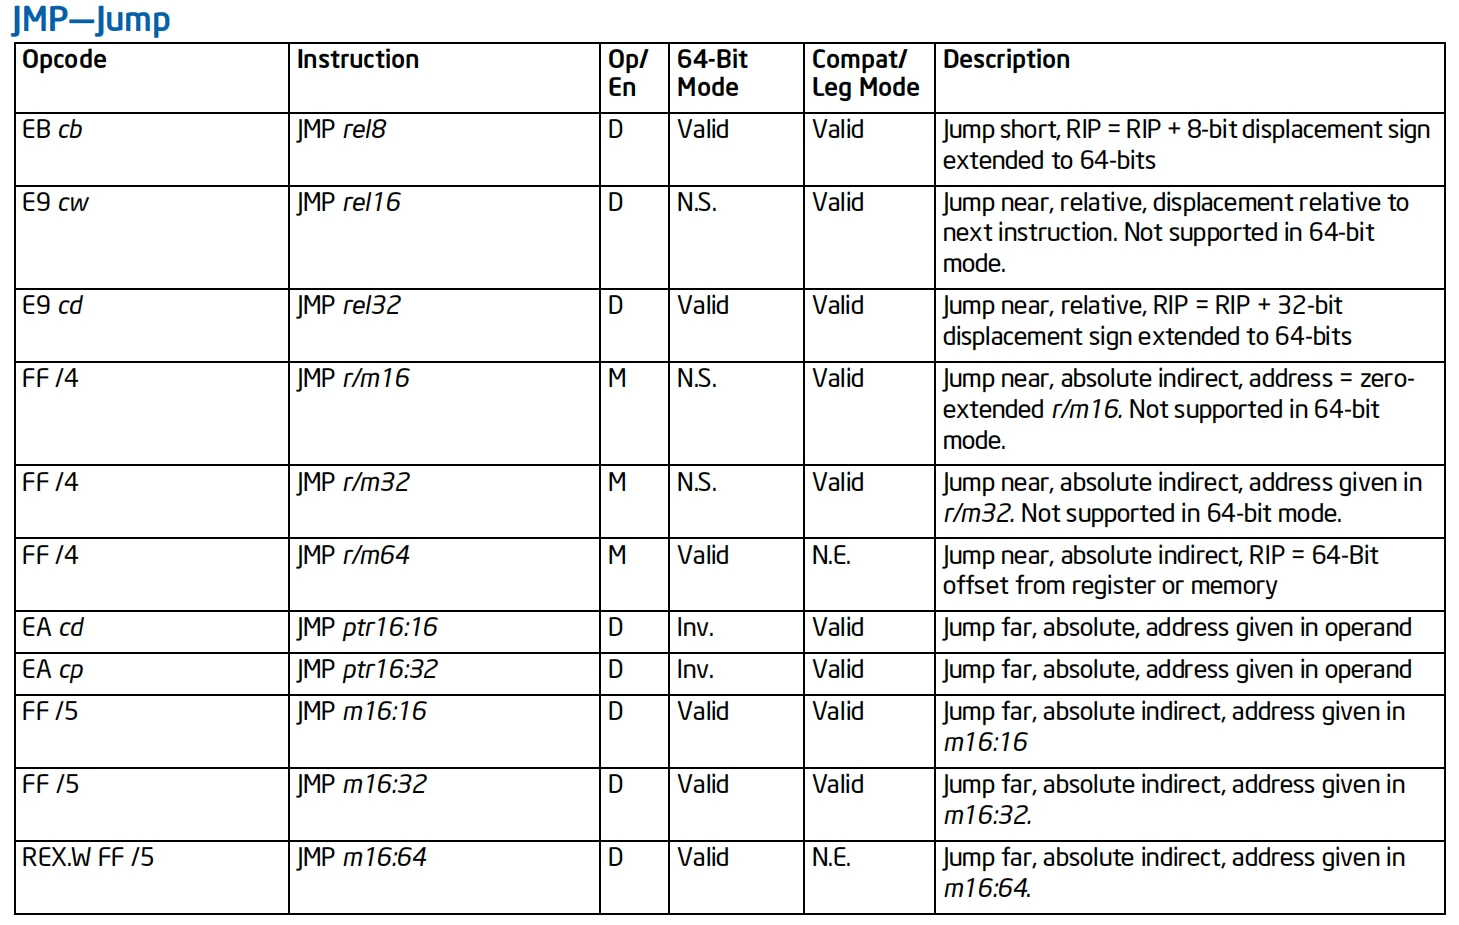 JMP—Jump
Opcode Instruction Op/ 64-Bit Compat/ Description
En Mode Leg Mode
EB cb JMP rel8 D Valid Valid Jump short, RIP = RIP + 8-bit displacement sign
extended to 64-bits
E9 cw JMP rel16 D N.S. Valid Jump near, relative, displacement relative to
next instruction. Not supported in 64-bit
mode.
E9 cd JMP rel32 D Valid Valid Jump near, relative, RIP = RIP + 32-bit
displacement sign extended to 64-bits
FF /4 JMP r/m16 M N.S. Valid Jump near, absolute indirect, address = zero-
extended r/m16. Not supported in 64-bit
mode.
FF /4 JMP r/m32 M N.S. Valid Jump near, absolute indirect, address given in
r/m32. Not supported in 64-bit mode.
FF /4 JMP r/m64 M Valid N.E. Jump near, absolute indirect, RIP = 64-Bit
offset from register or memory
EA cd JMP ptr16:16 D Inv. Valid Jump far, absolute, address given in operand
EA cp JMP ptr16:32 D Inv. Valid Jump far, absolute, address given in operand
FF /5 JMP m16:16 D Valid Valid Jump far, absolute indirect, address given in
m16:16
FF /5 JMP m16:32 D Valid Valid Jump far, absolute indirect, address given in
m16:32.
REX.W FF /5 JMP m16:64 D Valid N.E. Jump far, absolute indirect, address given in
m16:64.